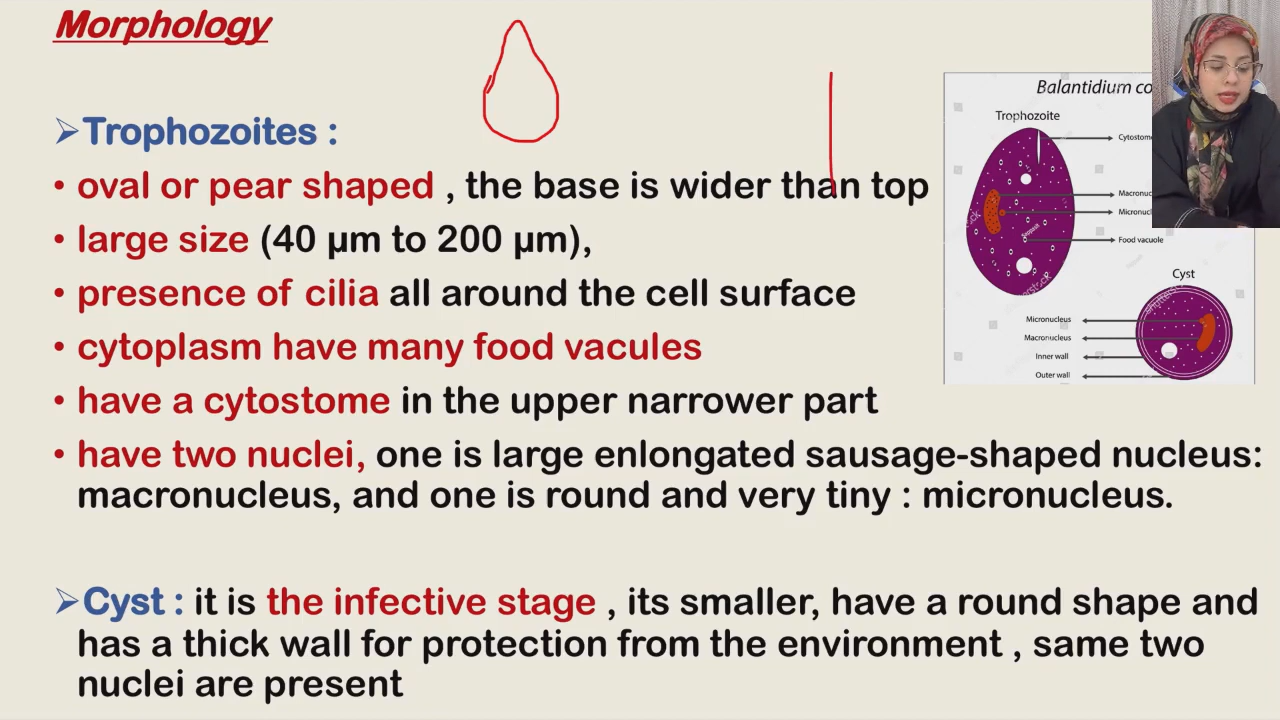 Morphology
➢Trophozoites :
• oval or pear shaped , the base is wider than top
• large size (40 µm to 200 µm),
• presence of cilia all around the cell surface
• cytoplasm have many food vacules
• have a cytostome in the upper narrower part
• have two nuclei, one is large enlongated sausage-shaped nucleus:
macronucleus, and one is round and very tiny : micronucleus.
➢Cyst : it is the infective stage , its smaller, have a round shape and
has a thick wall for protection from the environment , same two
nuclei are present
Balantidium co
Trophozoite
Cytostome
Macronuc
Micronucl
Food vacuole
Cyst
Micronucleus
Macronucleus
Inner wall
Outer wall